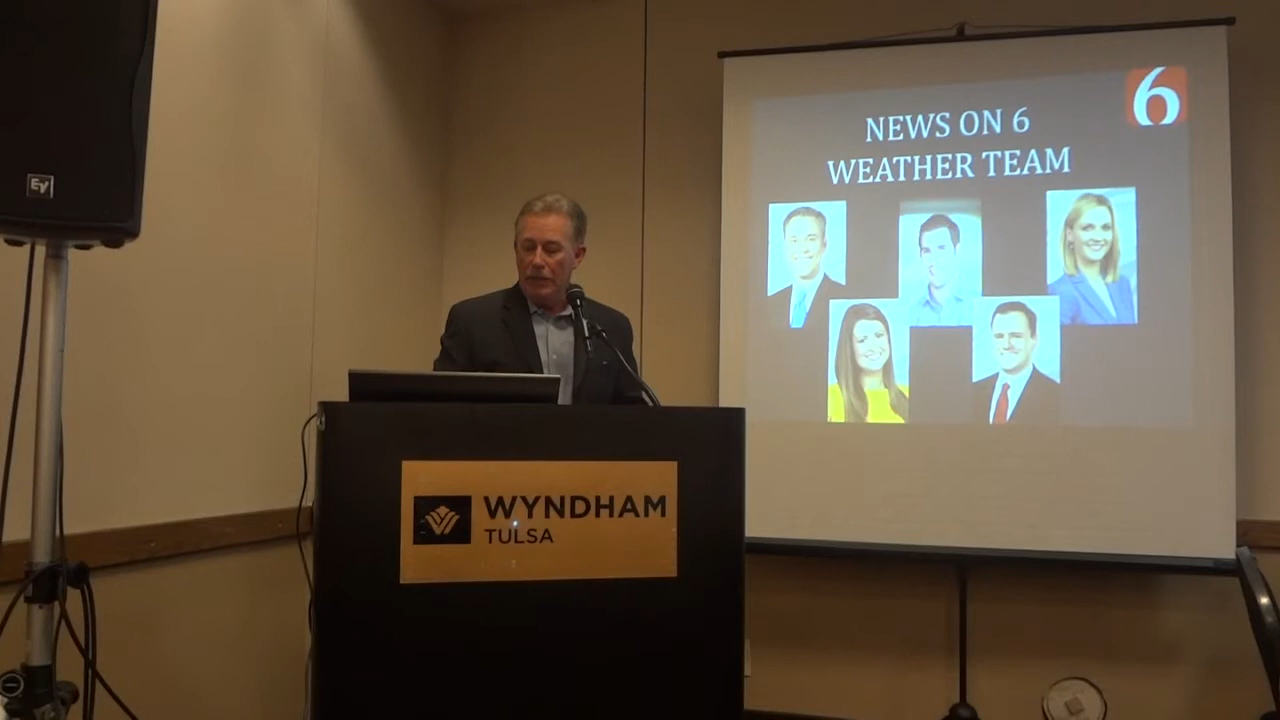 EV
6
NEWS ON 6
WEATHER TEAM
WYNDHAM
TULSA